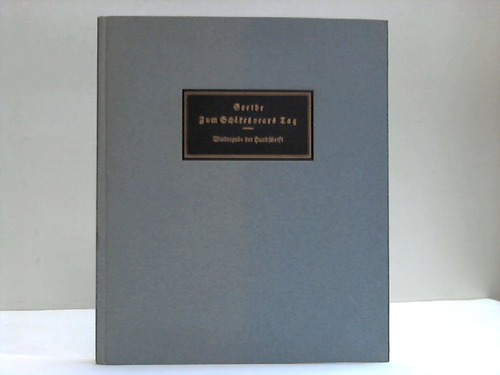 Goethe
Zum Schäkespears Tag
Wiedergabe der Handschrift